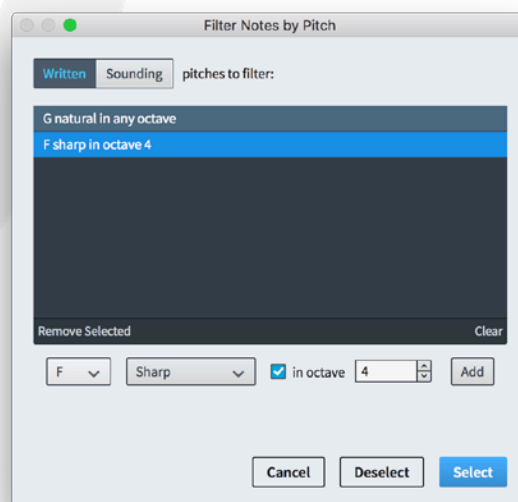 Filter Notes by Pitch
Written Sounding pitches to filter:
G natural in any octave
F sharp in octave 4
Remove Selected Clear
F Sharp in octave 4 Add
Cancel Deselect Select